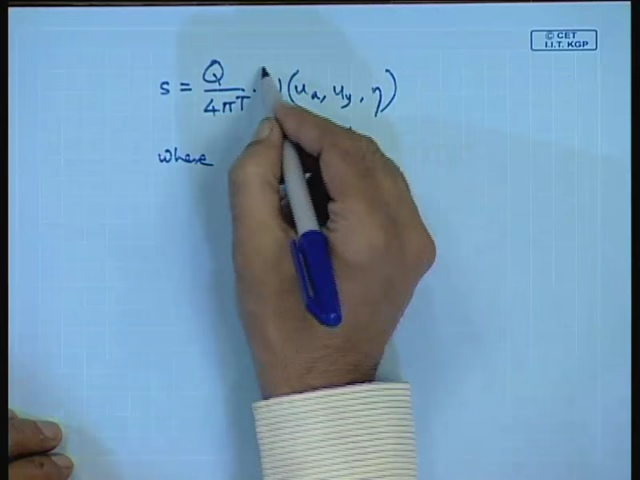 © CET
I.I.T. KGP
s = Q/4πT · (u_a, u_y, η)
where